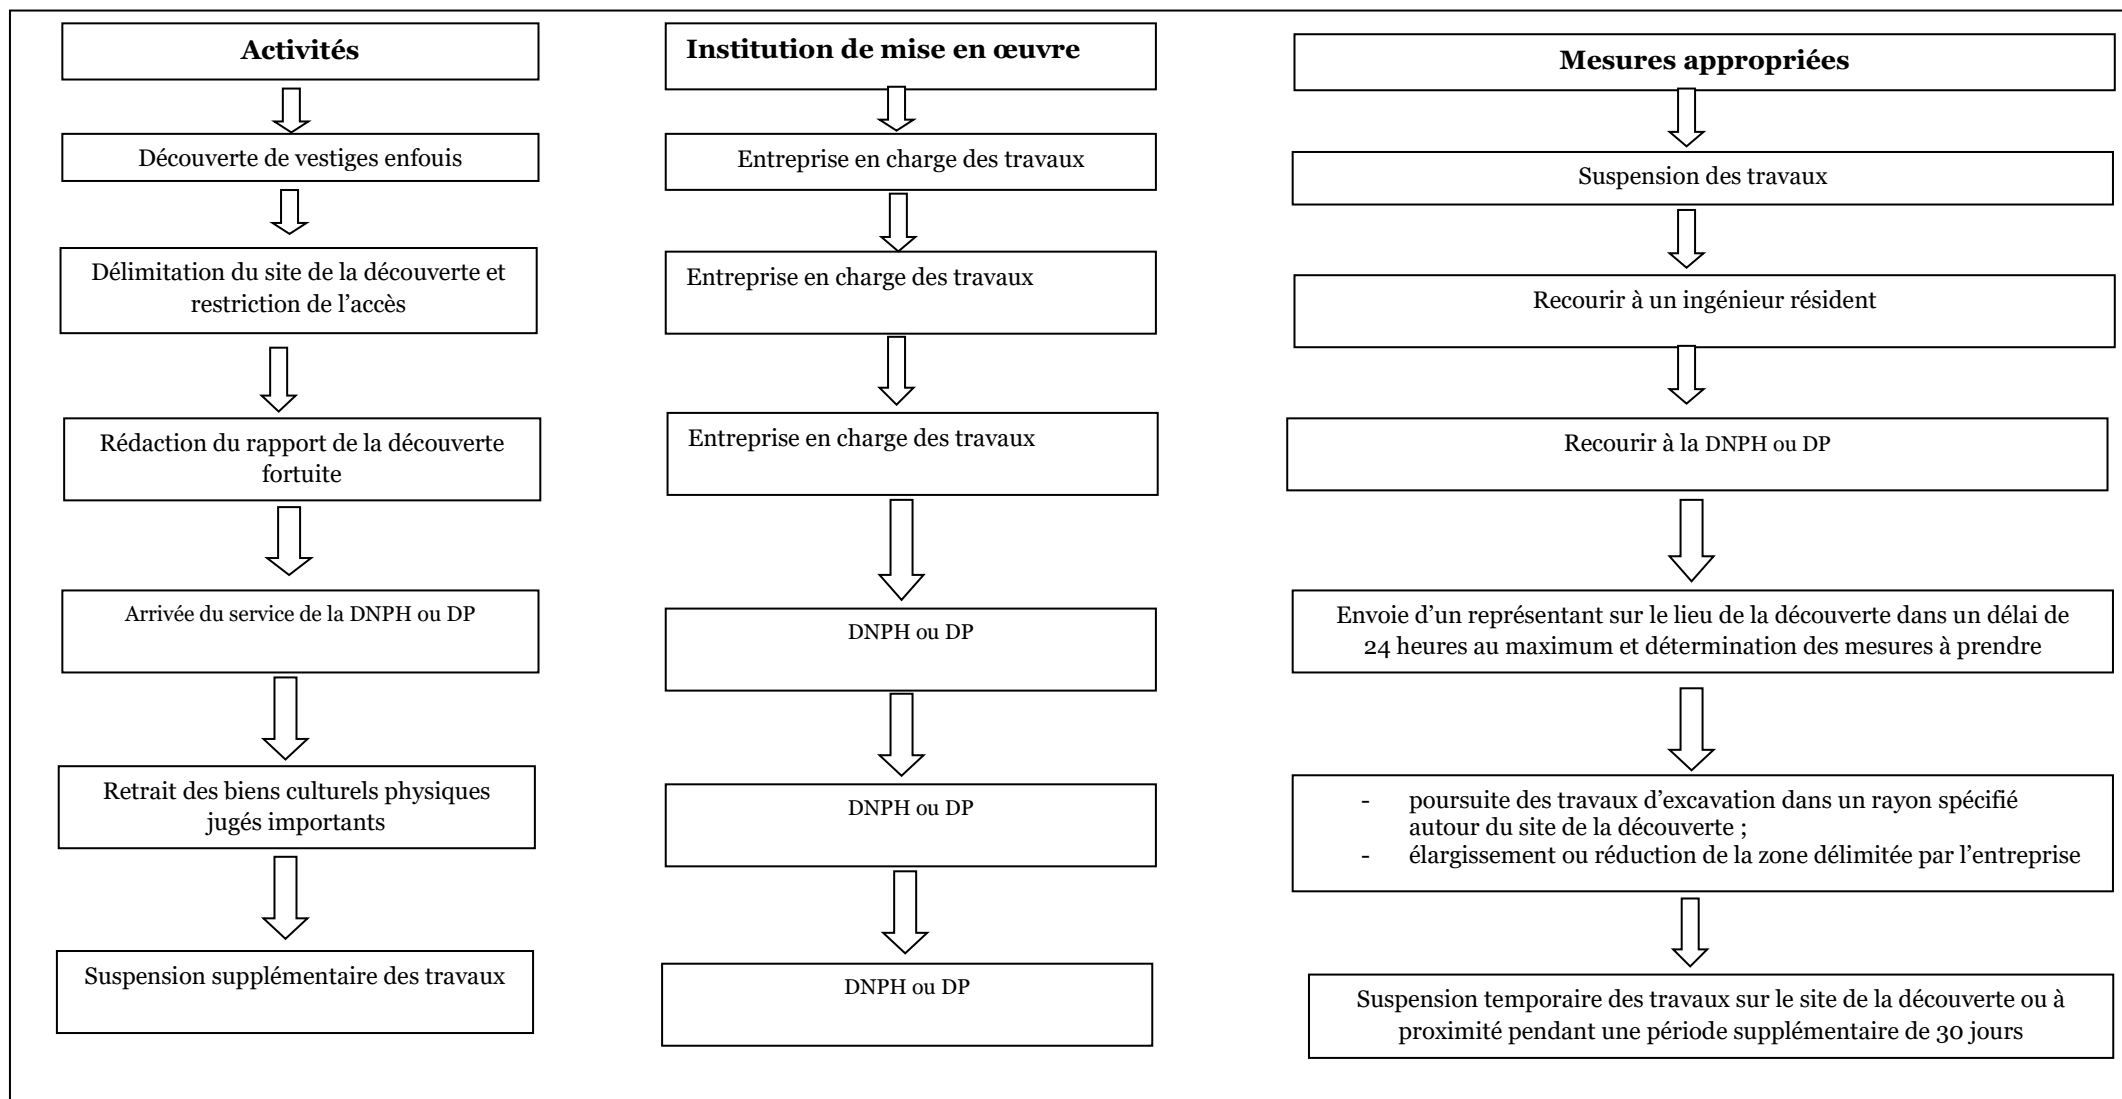 Activités
Institution de mise en œuvre
Mesures appropriées
Découverte de vestiges enfouis
Entreprise en charge des travaux
Suspension des travaux
Délimitation du site de la découverte et
restriction de l’accès
Entreprise en charge des travaux
Recourir à un ingénieur résident
Rédaction du rapport de la découverte
fortuite
Entreprise en charge des travaux
Recourir à la DNPH ou DP
Arrivée du service de la DNPH ou DP
DNPH ou DP
Envoie d’un représentant sur le lieu de la découverte dans un délai de
24 heures au maximum et détermination des mesures à prendre
Retrait des biens culturels physiques
jugés importants
DNPH ou DP
- poursuite des travaux d’excavation dans un rayon spécifié
autour du site de la découverte ;
- élargissement ou réduction de la zone délimitée par l’entreprise
Suspension supplémentaire des travaux
DNPH ou DP
Suspension temporaire des travaux sur le site de la découverte ou à
proximité pendant une période supplémentaire de 30 jours